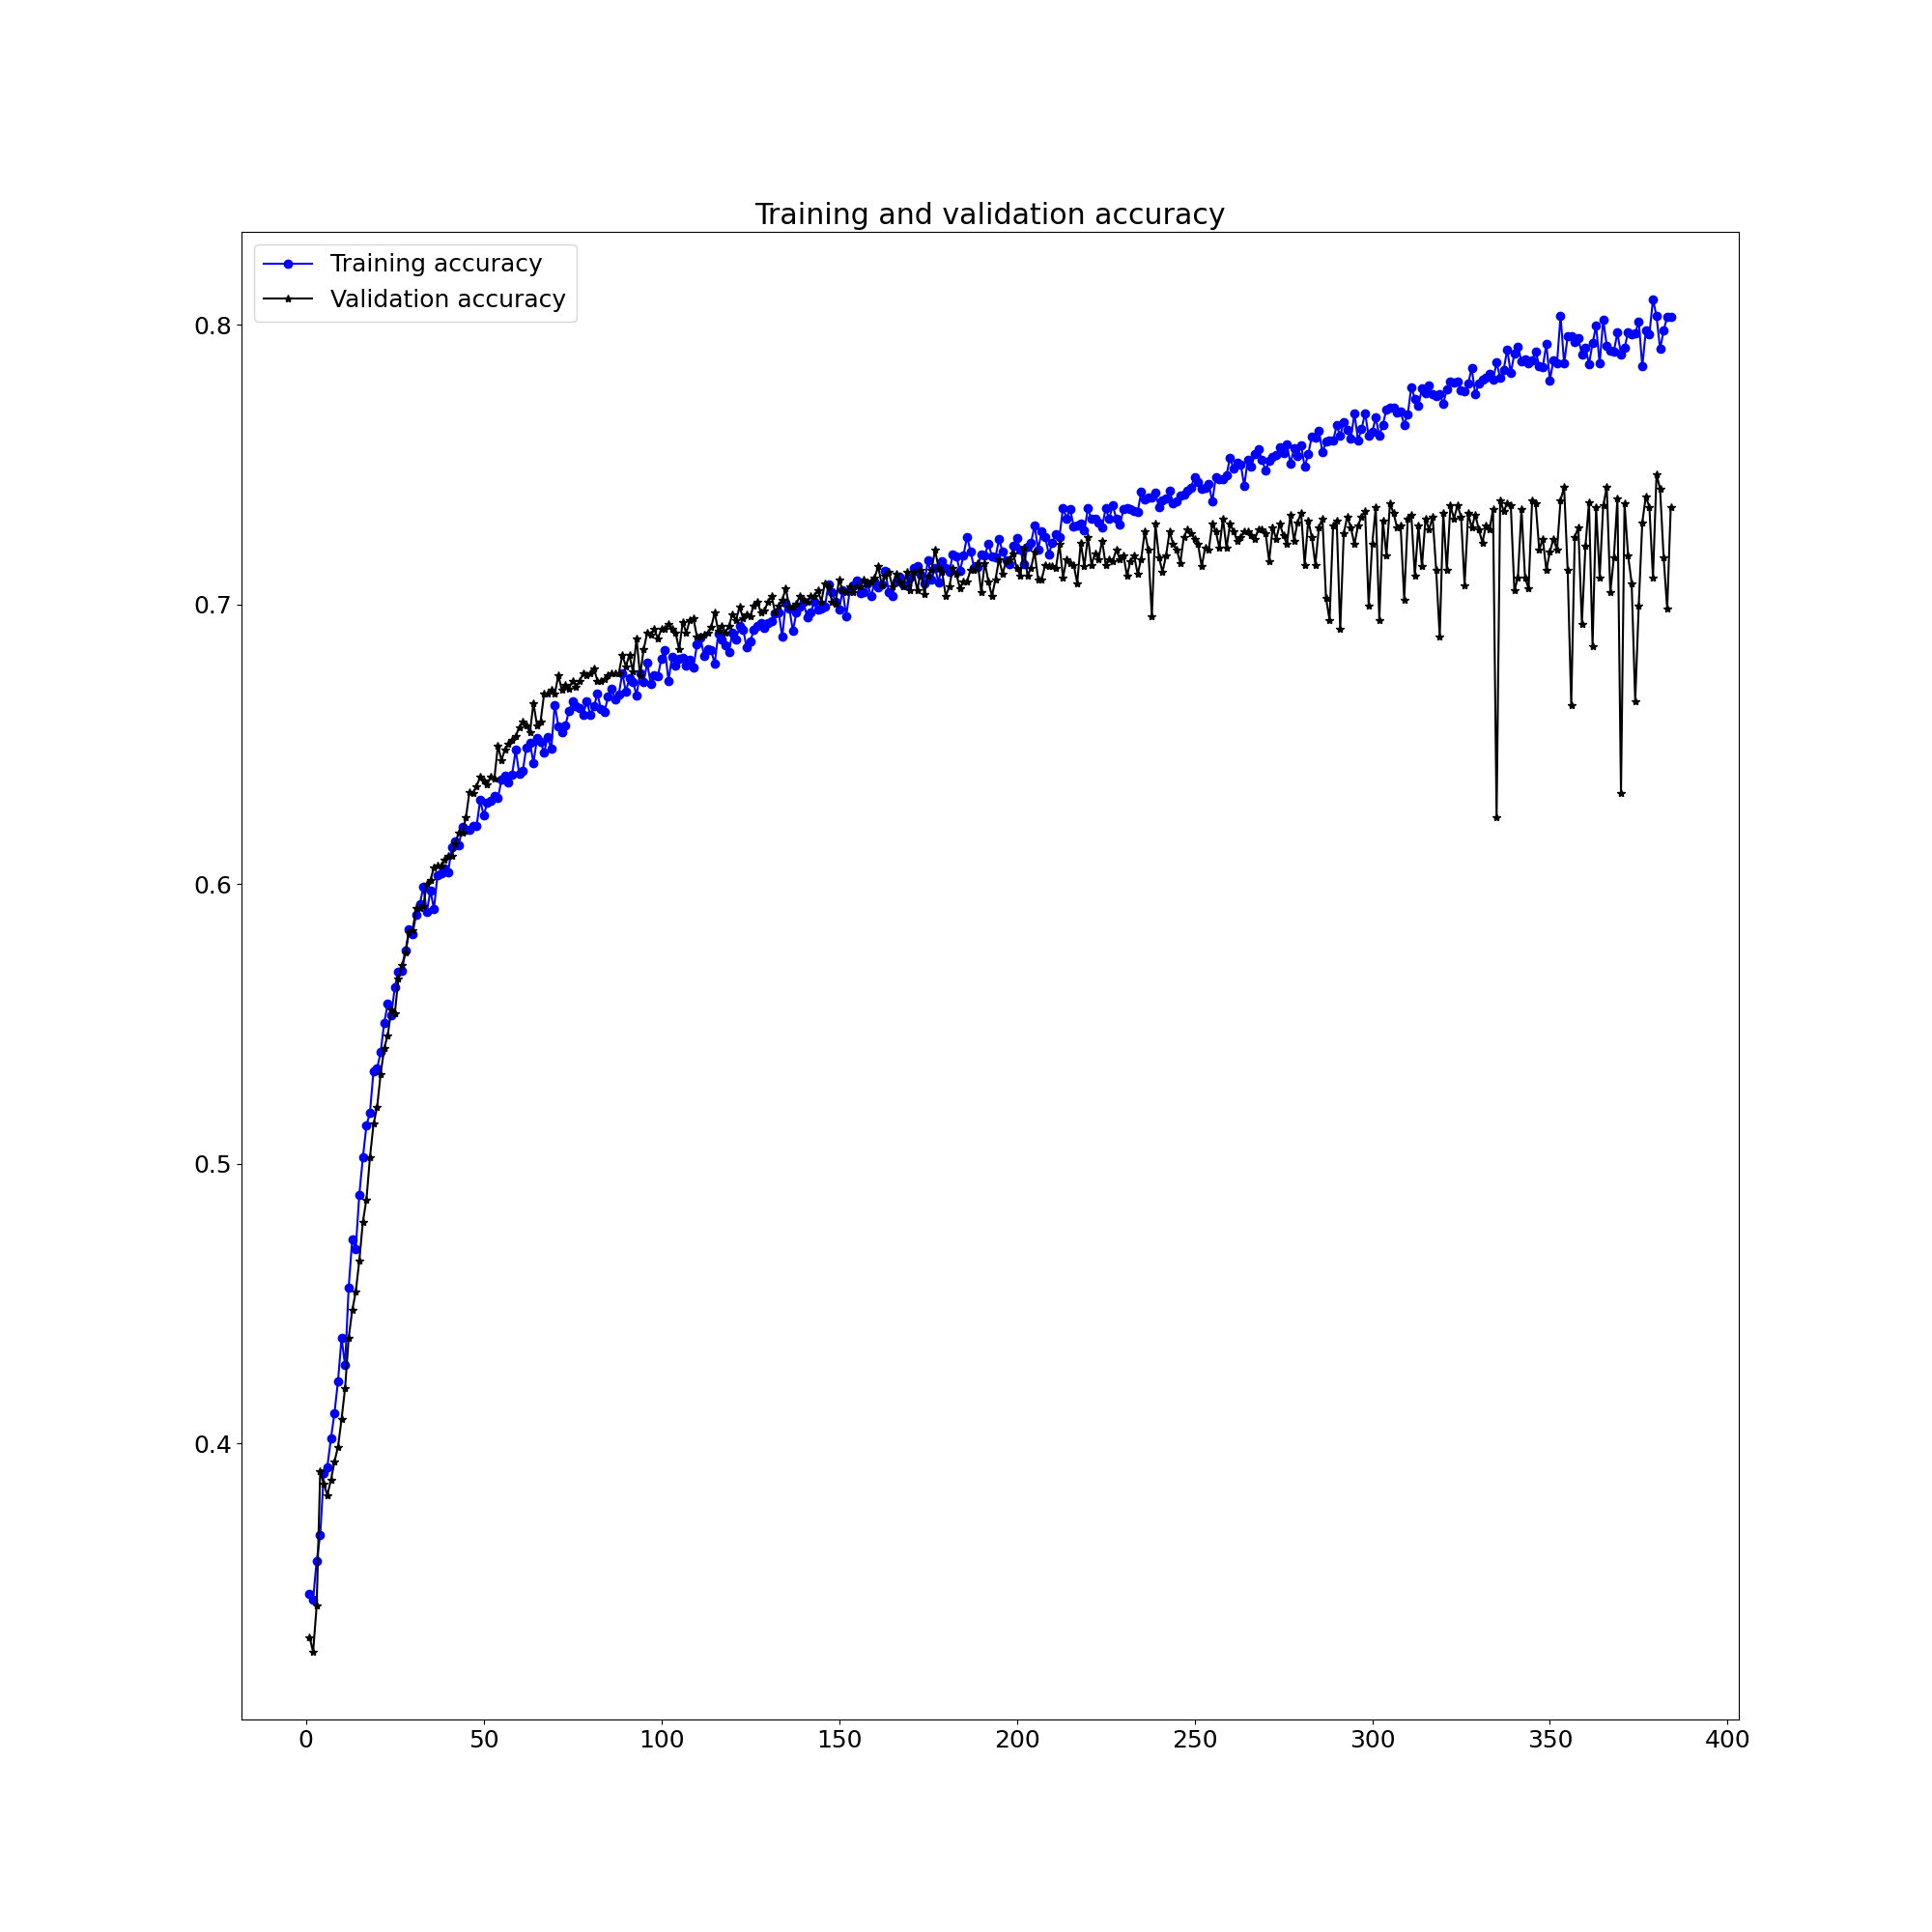 Training and validation accuracy
Training accuracy
Validation accuracy
0.8
0.7
0.6
0.5
0.4
0 50 100 150 200 250 300 350 400